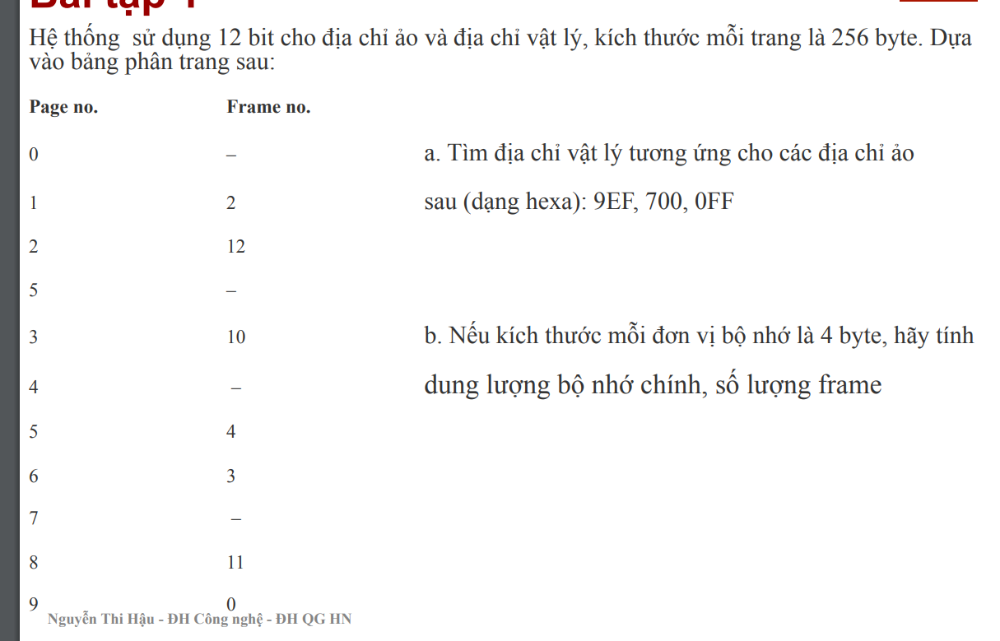 Bài tập 1
Hệ thống sử dụng 12 bit cho địa chỉ ảo và địa chỉ vật lý, kích thước mỗi trang là 256 byte. Dựa
vào bảng phân trang sau:
Page no. Frame no.
0 – a. Tìm địa chỉ vật lý tương ứng cho các địa chỉ ảo
1 2 sau (dạng hexa): 9EF, 700, 0FF
2 12
5 –
3 10 b. Nếu kích thước mỗi đơn vị bộ nhớ là 4 byte, hãy tính
4 – dung lượng bộ nhớ chính, số lượng frame
5 4
6 3
7 –
8 11
9 0
Nguyễn Thi Hậu - ĐH Công nghệ - ĐH QG HN